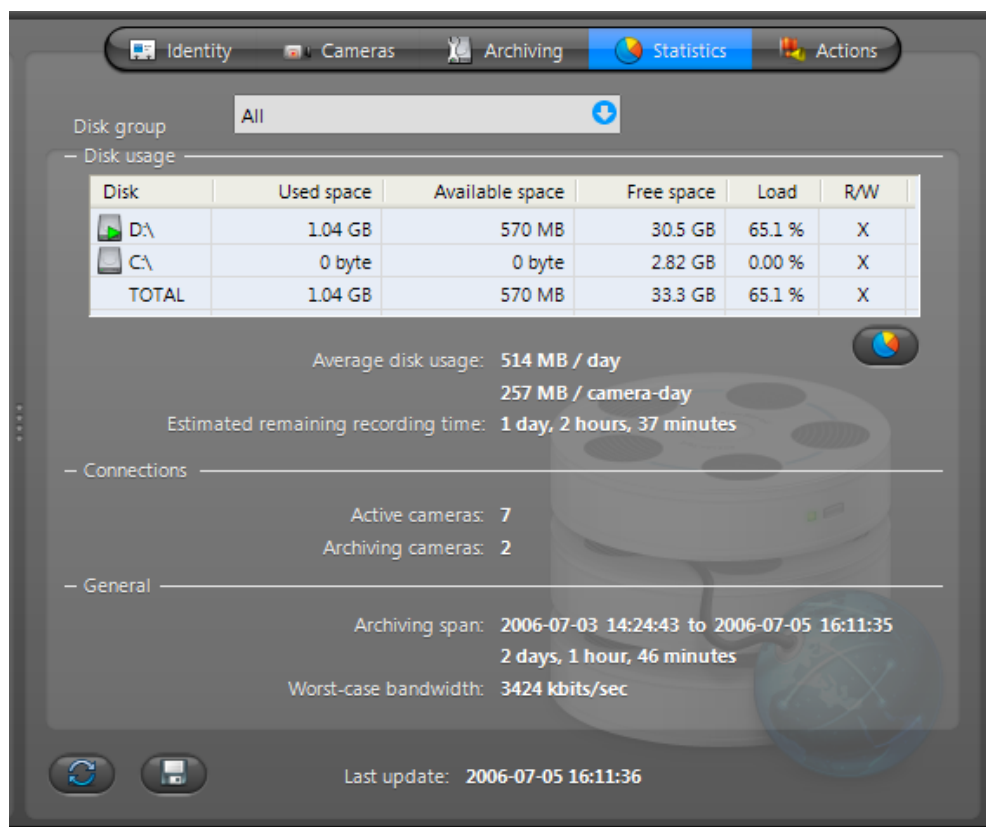 Identity Cameras Archiving Statistics Actions
Disk group All
Disk usage
Disk Used space Available space Free space Load R/W
D:\ 1.04 GB 570 MB 30.5 GB 65.1 % X
C:\ 0 byte 0 byte 2.82 GB 0.00 % X
TOTAL 1.04 GB 570 MB 33.3 GB 65.1 % X
Average disk usage: 514 MB / day
257 MB / camera-day
Estimated remaining recording time: 1 day, 2 hours, 37 minutes
Connections
Active cameras: 7
Archiving cameras: 2
General
Archiving span: 2006-07-03 14:24:43 to 2006-07-05 16:11:35
2 days, 1 hour, 46 minutes
Worst-case bandwidth: 3424 kbits/sec
Last update: 2006-07-05 16:11:36